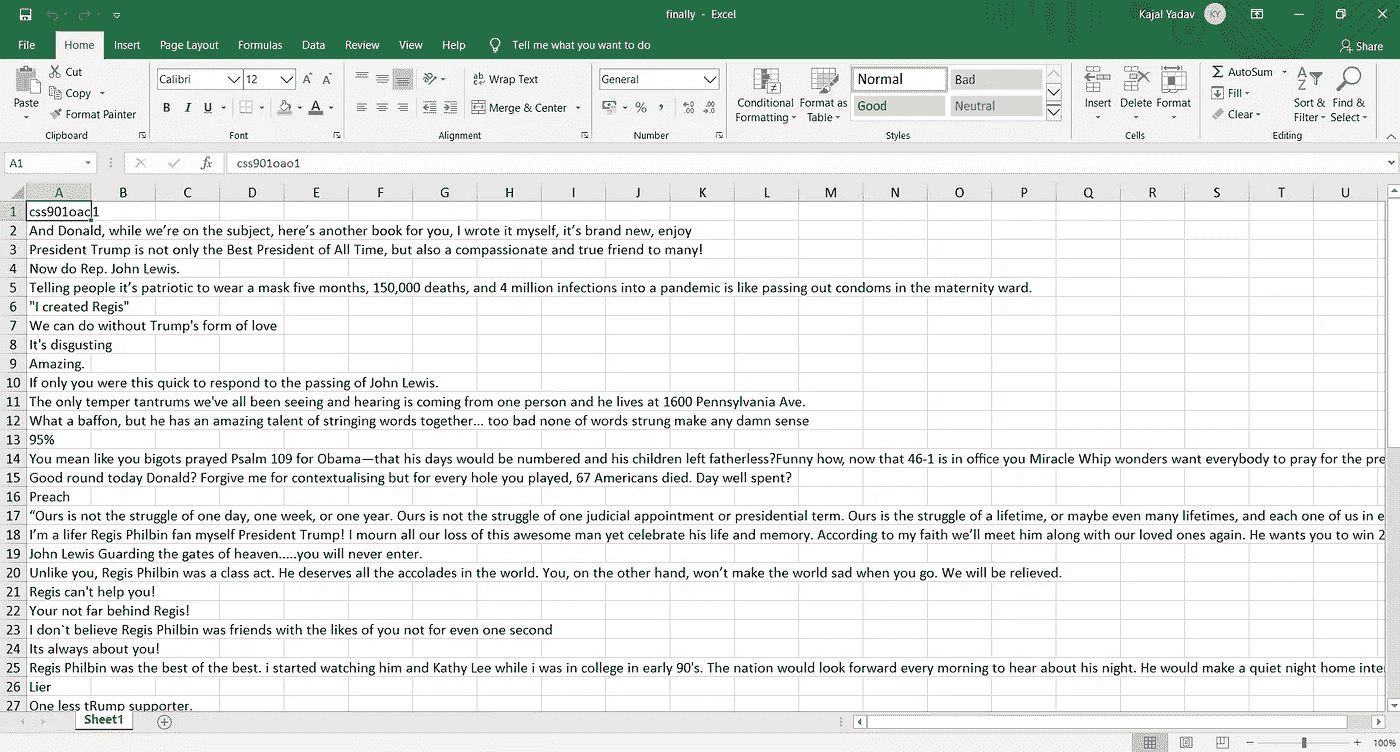 finally - Excel
Kajal Yadav KY
File Home Insert Page Layout Formulas Data Review View Help Tell me what you want to do Share
Paste Cut Copy Format Painter Clipboard
Calibri 12 A A B I U A Font
ab Wrap Text Merge & Center Alignment
General % , Number
Conditional Formatting Format as Table Normal Bad Good Neutral Styles
Insert Delete Format Cells
AutoSum Fill Clear Sort & Filter Find & Select Editing
A1 fx css901oao1
A B C D E F G H I J K L M N O P Q R S T U
1 css901oac1
2 And Donald, while we’re on the subject, here’s another book for you, I wrote it myself, it’s brand new, enjoy
3 President Trump is not only the Best President of All Time, but also a compassionate and true friend to many!
4 Now do Rep. John Lewis.
5 Telling people it’s patriotic to wear a mask five months, 150,000 deaths, and 4 million infections into a pandemic is like passing out condoms in the maternity ward.
6 "I created Regis"
7 We can do without Trump's form of love
8 It's disgusting
9 Amazing.
10 If only you were this quick to respond to the passing of John Lewis.
11 The only temper tantrums we've all been seeing and hearing is coming from one person and he lives at 1600 Pennsylvania Ave.
12 What a baffon, but he has an amazing talent of stringing words together... too bad none of words strung make any damn sense
13 95%
14 You mean like you bigots prayed Psalm 109 for Obama—that his days would be numbered and his children left fatherless?Funny how, now that 46-1 is in office you Miracle Whip wonders want everybody to pray for the pre
15 Good round today Donald? Forgive me for contextualising but for every hole you played, 67 Americans died. Day well spent?
16 Preach
17 “Ours is not the struggle of one day, one week, or one year. Ours is not the struggle of one judicial appointment or presidential term. Ours is the struggle of a lifetime, or maybe even many lifetimes, and each one of us in e
18 I’m a lifer Regis Philbin fan myself President Trump! I mourn all our loss of this awesome man yet celebrate his life and memory. According to my faith we’ll meet him along with our loved ones again. He wants you to win 2
19 John Lewis Guarding the gates of heaven.....you will never enter.
20 Unlike you, Regis Philbin was a class act. He deserves all the accolades in the world. You, on the other hand, won’t make the world sad when you go. We will be relieved.
21 Regis can't help you!
22 Your not far behind Regis!
23 I don`t believe Regis Philbin was friends with the likes of you not for even one second
24 Its always about you!
25 Regis Philbin was the best of the best. i started watching him and Kathy Lee while i was in college in early 90's. The nation would look forward every morning to hear about his night. He would make a quiet night home inte
26 Lier
27 One less tRump supporter.
Sheet1
100%